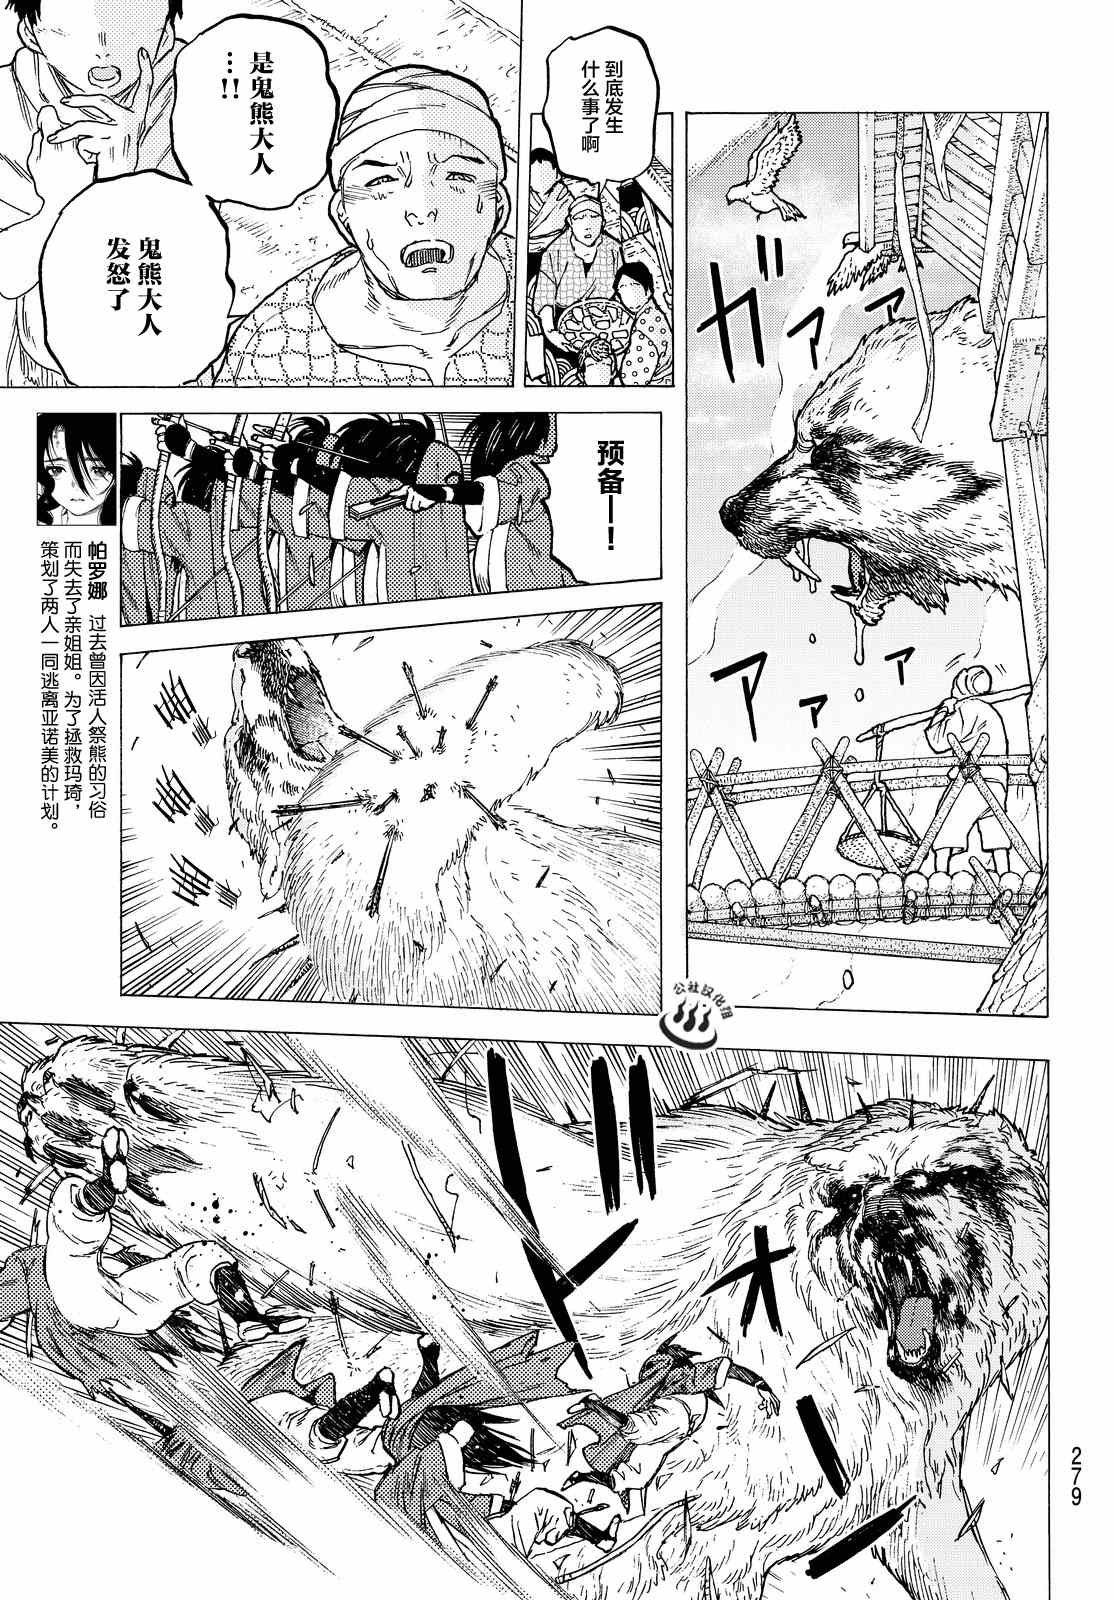 ガァァァァ
到底发生
什么事了啊
是鬼熊大人
…!!
鬼熊大人
发怒了
预备——！
帕罗娜 过去曾因活人祭熊的习俗
而失去了亲姐姐。为了拯救玛琦，
策划了两人一同逃离亚诺美的计划。
公社汉化组
ドォ
279